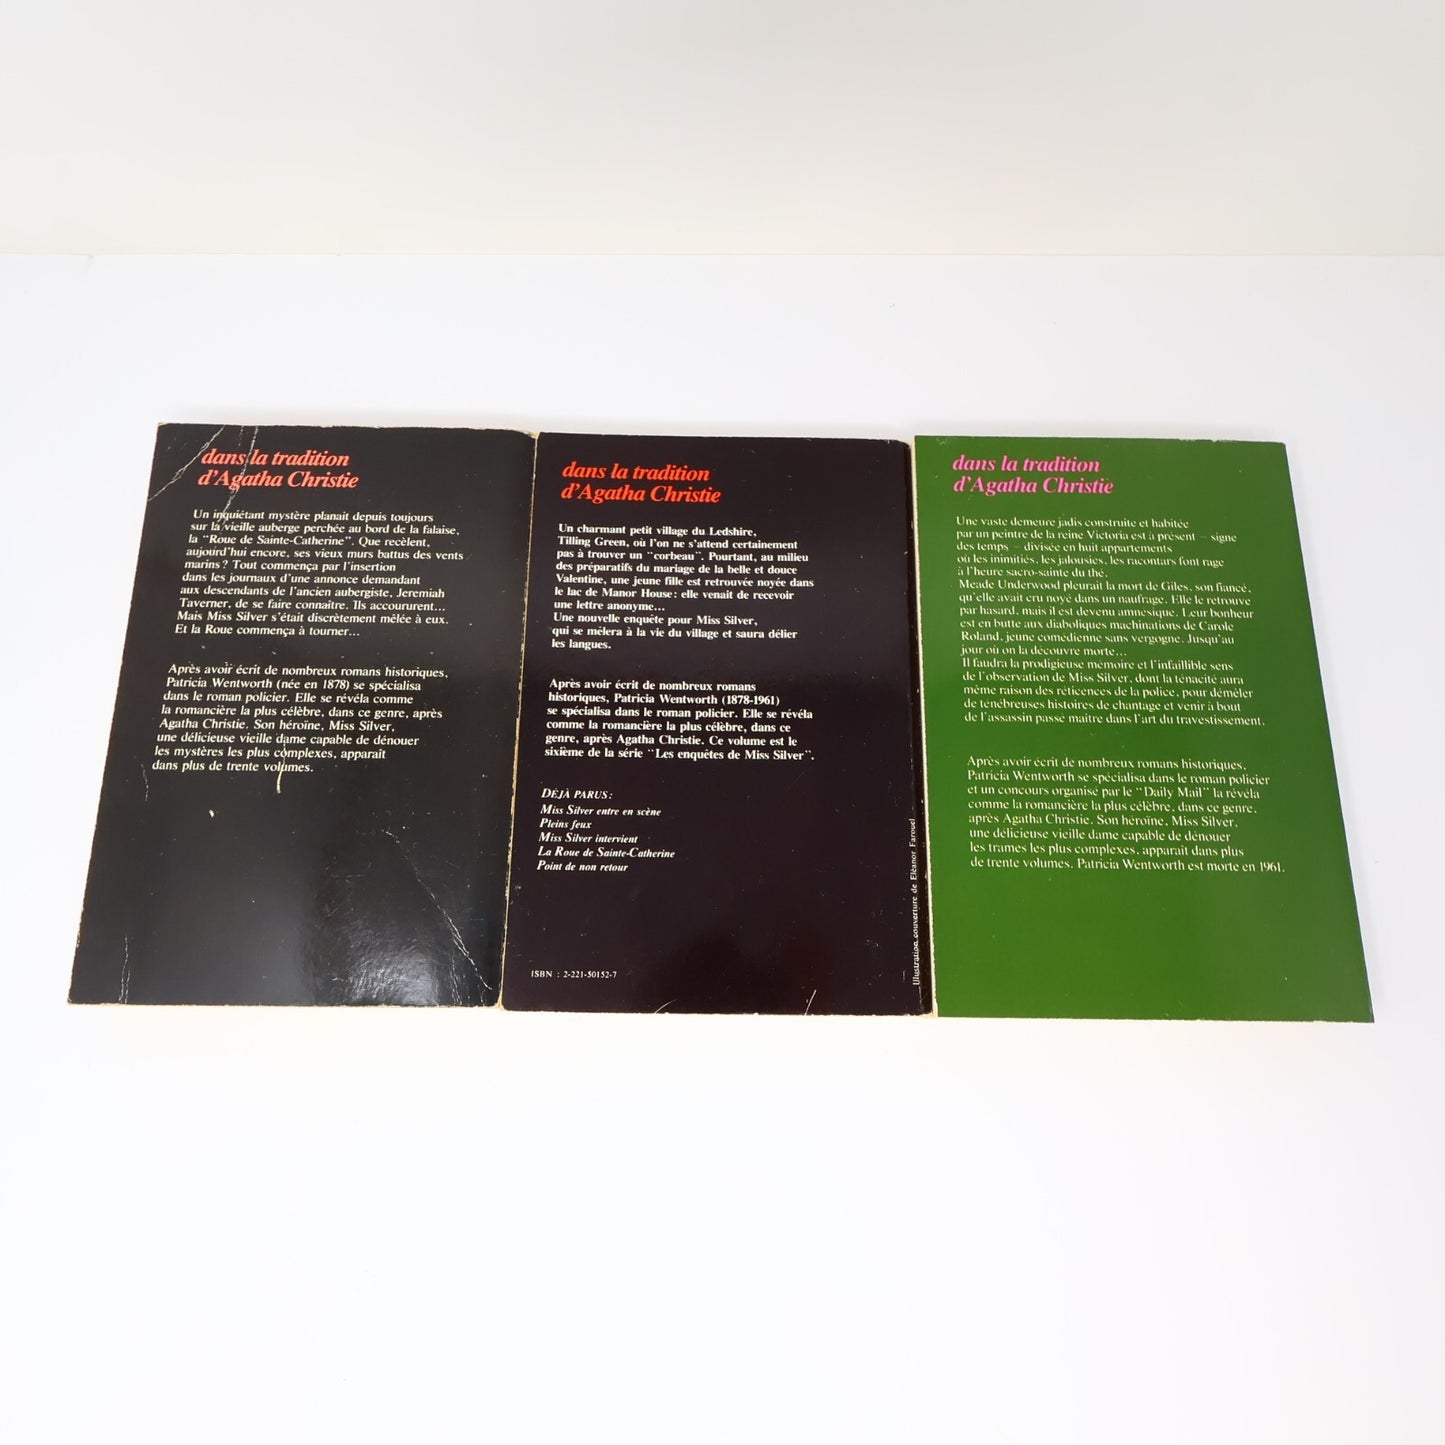 dans la tradition
d'Agatha Christie
Un inquiétant mystère planait depuis toujours
sur la vieille auberge perchée au bord de la falaise,
la "Roue de Sainte-Catherine". Que recèlent,
aujourd'hui encore, ses vieux murs battus des vents
marins? Tout commença par l'insertion
dans les journaux d'une annonce demandant
aux descendants de l'ancien aubergiste, Jeremiah
Taverner, de se faire connaître. Ils accoururent...
Mais Miss Silver s'était discrètement mêlée à eux.
Et la Roue commença à tourner...
Après avoir écrit de nombreux romans historiques,
Patricia Wentworth (née en 1878) se spécialisa
dans le roman policier. Elle se révéla comme
la romancière la plus célèbre, dans ce genre, après
Agatha Christie. Son héroïne, Miss Silver,
une délicieuse vieille dame capable de dénouer
les mystères les plus complexes, apparaît
dans plus de trente volumes.
dans la tradition
d'Agatha Christie
Un charmant petit village du Ledshire,
Tilling Green, où l'on ne s'attend certainement
pas à trouver un "corbeau". Pourtant, au milieu
des préparatifs du mariage de la belle et douce
Valentine, une jeune fille est retrouvée noyée dans
le lac de Manor House: elle venait de recevoir
une lettre anonyme...
Une nouvelle enquête pour Miss Silver,
qui se mêlera à la vie du village et saura délier
les langues.
Après avoir écrit de nombreux romans
historiques, Patricia Wentworth (1878-1961)
se spécialisa dans le roman policier. Elle se révéla
comme la romancière la plus célèbre, dans ce
genre, après Agatha Christie. Ce volume est le
sixième de la série "Les enquêtes de Miss Silver".
DÉJÀ PARUS:
Miss Silver entre en scène
Pleins feux
Miss Silver intervient
La Roue de Sainte-Catherine
Point de non retour
ISBN : 2-221-50152-7
Illustration couverture de Eléanor Farouel
dans la tradition
d'Agatha Christie
Une vaste demeure jadis construite et habitée
par un peintre de la reine Victoria est à présent – signe
des temps – divisée en huit appartements
où les inimitiés, les jalousies, les racontars font rage
à l'heure sacro-sainte du thé.
Meade Underwood pleurait la mort de Giles, son fiancé,
qu'elle avait cru noyé dans un naufrage. Elle le retrouve
par hasard, mais il est devenu amnésique. Leur bonheur
est en butte aux diaboliques machinations de Carole
Roland, jeune comédienne sans vergogne. Jusqu'au
jour où on la découvre morte...
Il faudra la prodigieuse mémoire et l'infaillible sens
de l'observation de Miss Silver, dont la ténacité aura
même raison des réticences de la police, pour démêler
de ténébreuses histoires de chantage et venir à bout
de l'assassin passé maître dans l'art du travestissement.
Après avoir écrit de nombreux romans historiques,
Patricia Wentworth se spécialisa dans le roman policier
et un concours organisé par le "Daily Mail" la révéla
comme la romancière la plus célèbre, dans ce genre,
après Agatha Christie. Son héroïne, Miss Silver,
une délicieuse vieille dame capable de dénouer
les trames les plus complexes, apparaît dans plus
de trente volumes. Patricia Wentworth est morte en 1961.